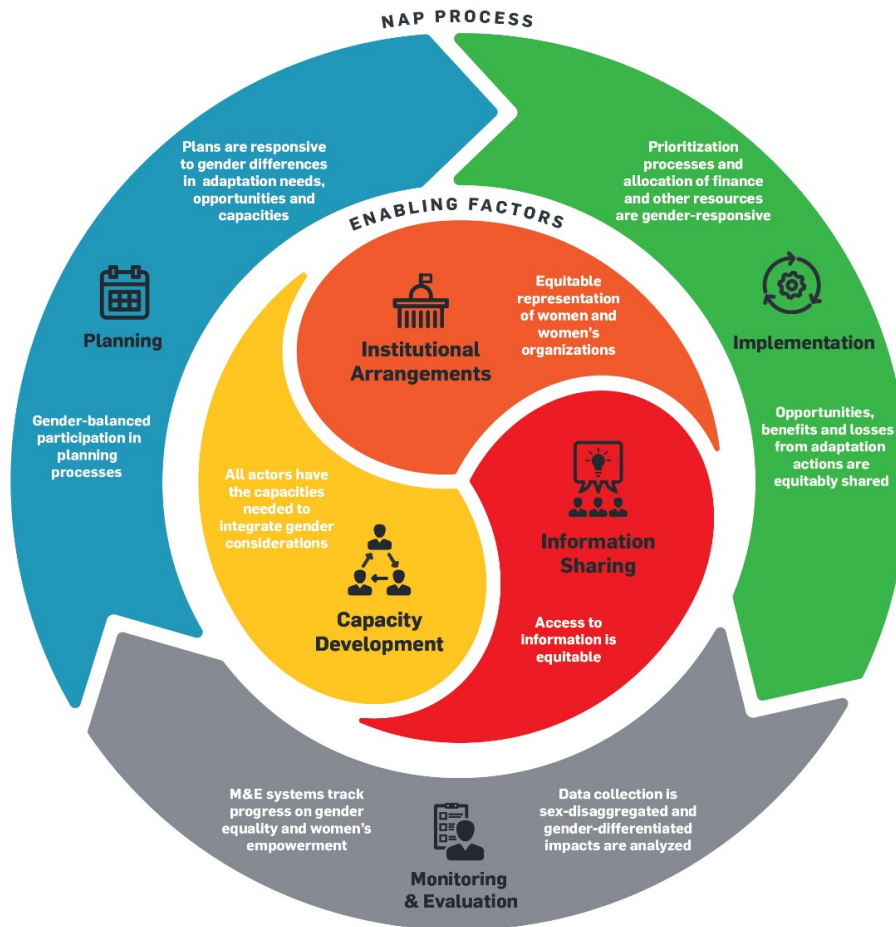 NAP PROCESS
Plans are responsive
to gender differences
in adaptation needs,
opportunities and
capacities
Planning
Gender-balanced
participation in
planning
processes
Prioritization
processes and
allocation of finance
and other resources
are gender-responsive
Implementation
Opportunities,
benefits and losses
from adaptation
actions are
equitably shared
ENABLING FACTORS
Institutional
Arrangements
Equitable
representation
of women and
women's
organizations
All actors have
the capacities
needed to
integrate gender
considerations
Capacity
Development
Information
Sharing
Access to
information is
equitable
M&E systems track
progress on gender
equality and women's
empowerment
Monitoring
& Evaluation
Data collection is
sex-disaggregated and
gender-differentiated
impacts are analyzed